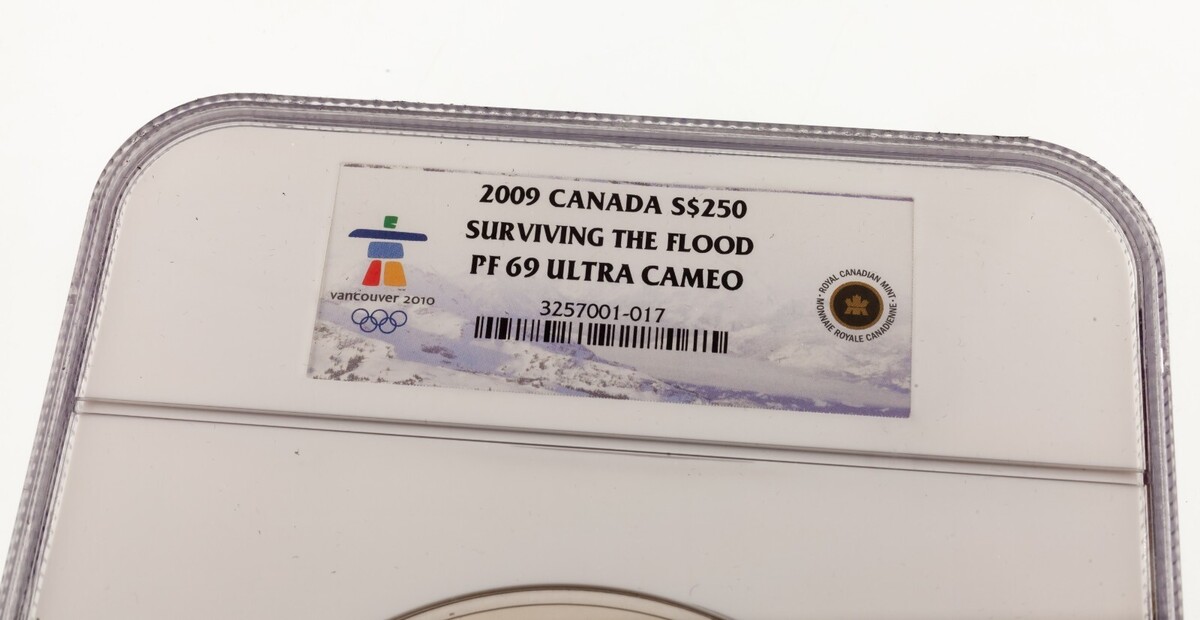 2009 CANADA S$250
SURVIVING THE FLOOD
PF 69 ULTRA CAMEO
3257001-017
vancouver 2010
ROYAL CANADIAN MINT
MONNAIE ROYALE CANADIENNE